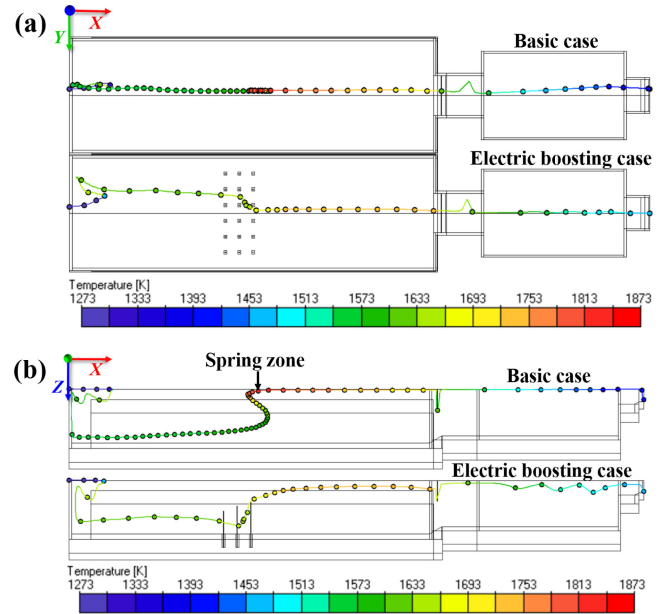 (a)
X
Y
Basic case
Electric boosting case
Temperature [K]
1273 1333 1393 1453 1513 1573 1633 1693 1753 1813 1873
(b)
X
Z
Spring zone
Basic case
Electric boosting case
Temperature [K]
1273 1333 1393 1453 1513 1573 1633 1693 1753 1813 1873